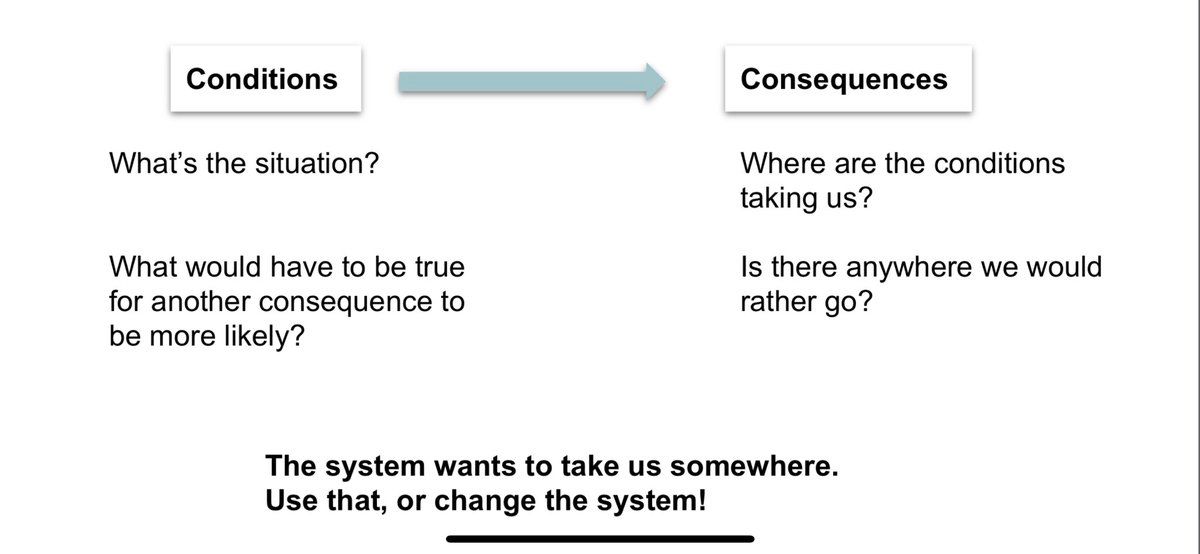 Conditions
Consequences
What’s the situation?
Where are the conditions
taking us?
What would have to be true
for another consequence to
be more likely?
Is there anywhere we would
rather go?
The system wants to take us somewhere.
Use that, or change the system!